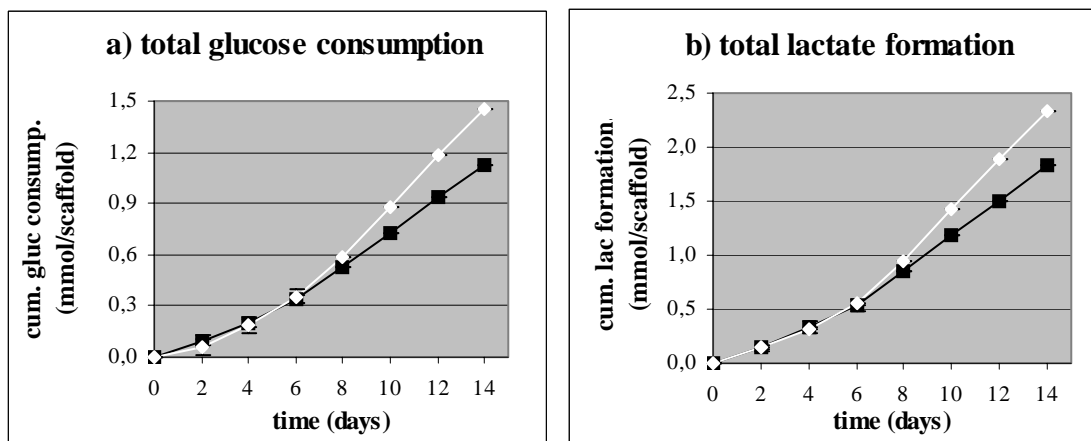 a) total glucose consumption
cum. gluc consump.
(mmol/scaffold)
1,5
1,2
0,9
0,6
0,3
0,0
0 2 4 6 8 10 12 14
time (days)
b) total lactate formation
cum. lac formation
(mmol/scaffold)
2,5
2,0
1,5
1,0
0,5
0,0
0 2 4 6 8 10 12 14
time (days)